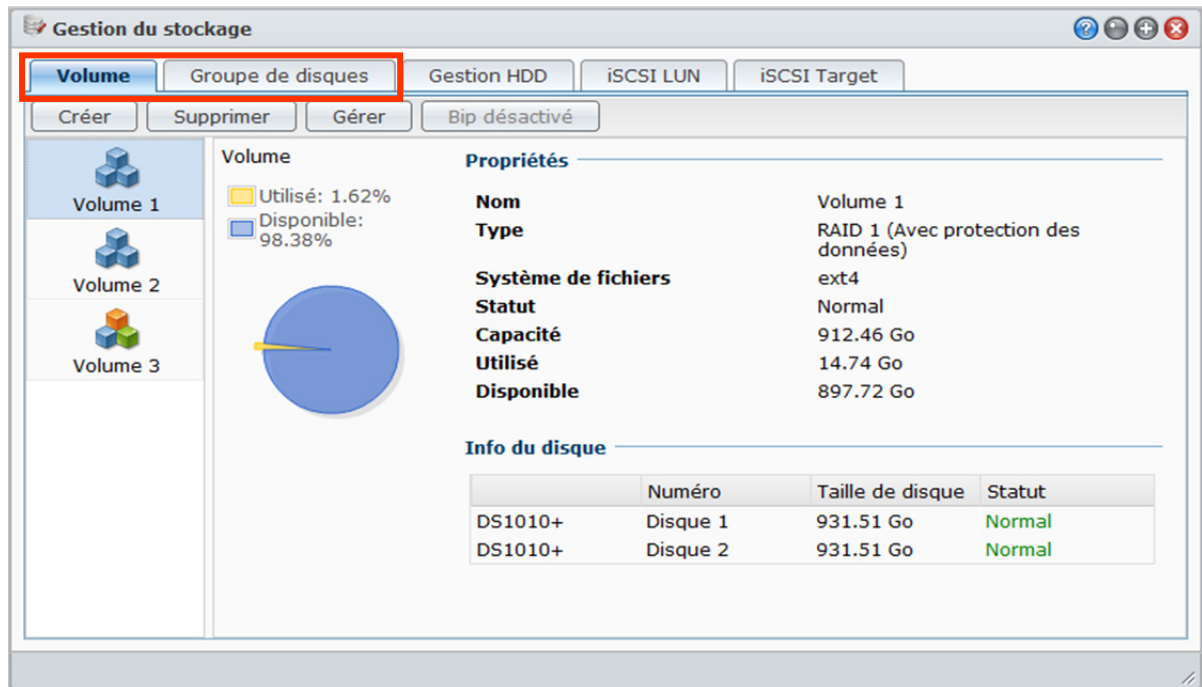 Gestion du stockage
Volume
Groupe de disques
Gestion HDD
iSCSI LUN
iSCSI Target
Créer
Supprimer
Gérer
Bip désactivé
Volume 1
Volume 2
Volume 3
Volume
Utilisé: 1.62%
Disponible:
98.38%
Propriétés
Nom Volume 1
Type RAID 1 (Avec protection des
données)
Système de fichiers ext4
Statut Normal
Capacité 912.46 Go
Utilisé 14.74 Go
Disponible 897.72 Go
Info du disque
Numéro Taille de disque Statut
DS1010+ Disque 1 931.51 Go Normal
DS1010+ Disque 2 931.51 Go Normal